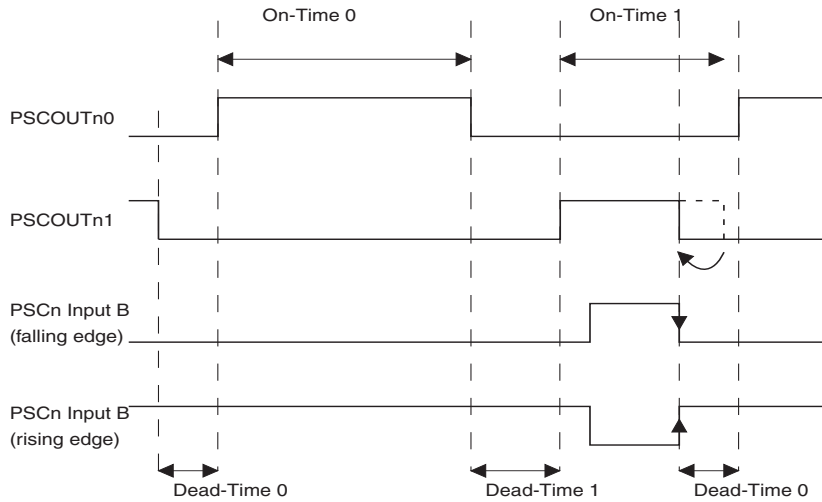 On-Time 0
On-Time 1
PSCOUTn0
PSCOUTn1
PSCn Input B
(falling edge)
PSCn Input B
(rising edge)
Dead-Time 0
Dead-Time 1
Dead-Time 0